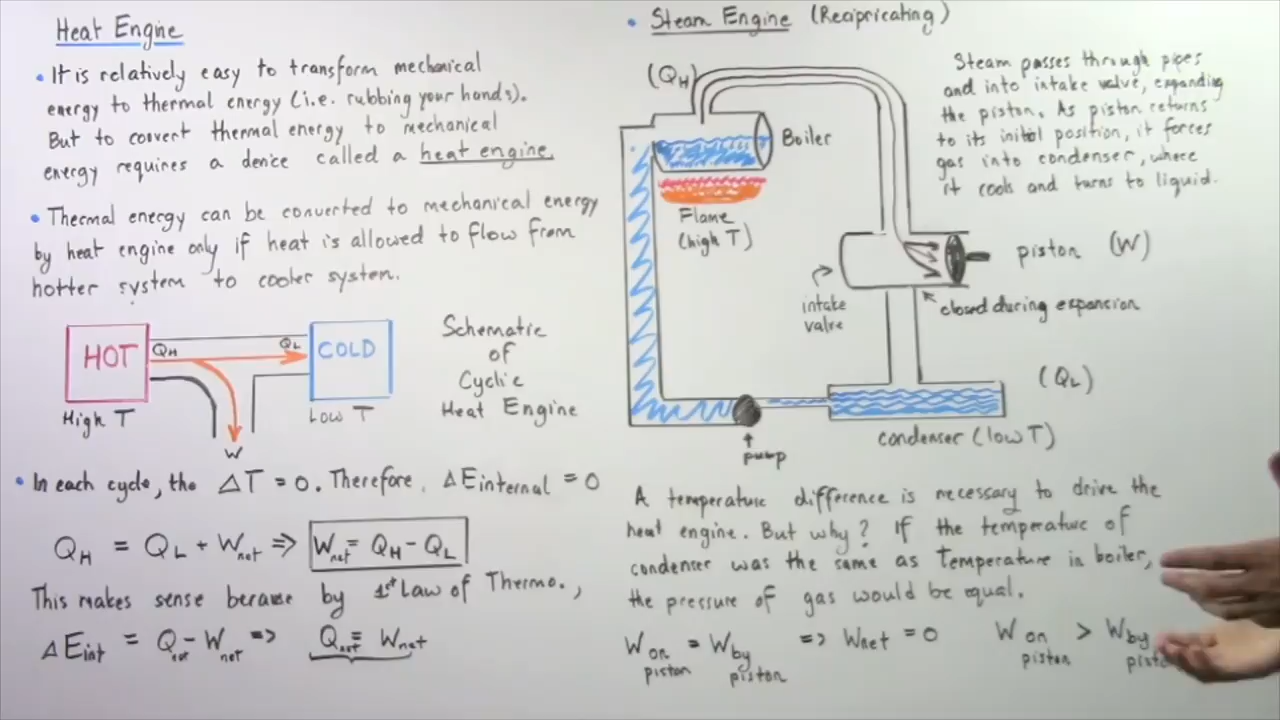 Heat Engine
• It is relatively easy to transform mechanical
energy to thermal energy (i.e. rubbing your hands).
But to convert thermal energy to mechanical
energy requires a device called a heat engine.
• Thermal energy can be converted to mechanical energy
by heat engine only if heat is allowed to flow from
hotter system to cooler system.
HOT
QH
QL
COLD
High T
Low T
W
Schematic
of
Cyclic
Heat Engine
• In each cycle, the ΔT = 0. Therefore, ΔEinternal = 0
QH = QL + Wnet => Wnet = QH - QL
This makes sense because by 1st Law of Thermo.,
ΔEint = Qnet - Wnet => Qnet = Wnet
• Steam Engine (Recipricating)
(QH)
Boiler
Flame
(high T)
Steam passes through pipes
and into intake valve, expanding
the piston. As piston returns
to its initial position, it forces
gas into condenser, where
it cools and turns to liquid.
piston (W)
intake
valve
closed during expansion
(QL)
condenser (low T)
pump
A temperature difference is necessary to drive the
heat engine. But why? If the temperature of
condenser was the same as temperature in boiler,
the pressure of gas would be equal.
Won piston = Wby piston => Wnet = 0
Won piston > Wby